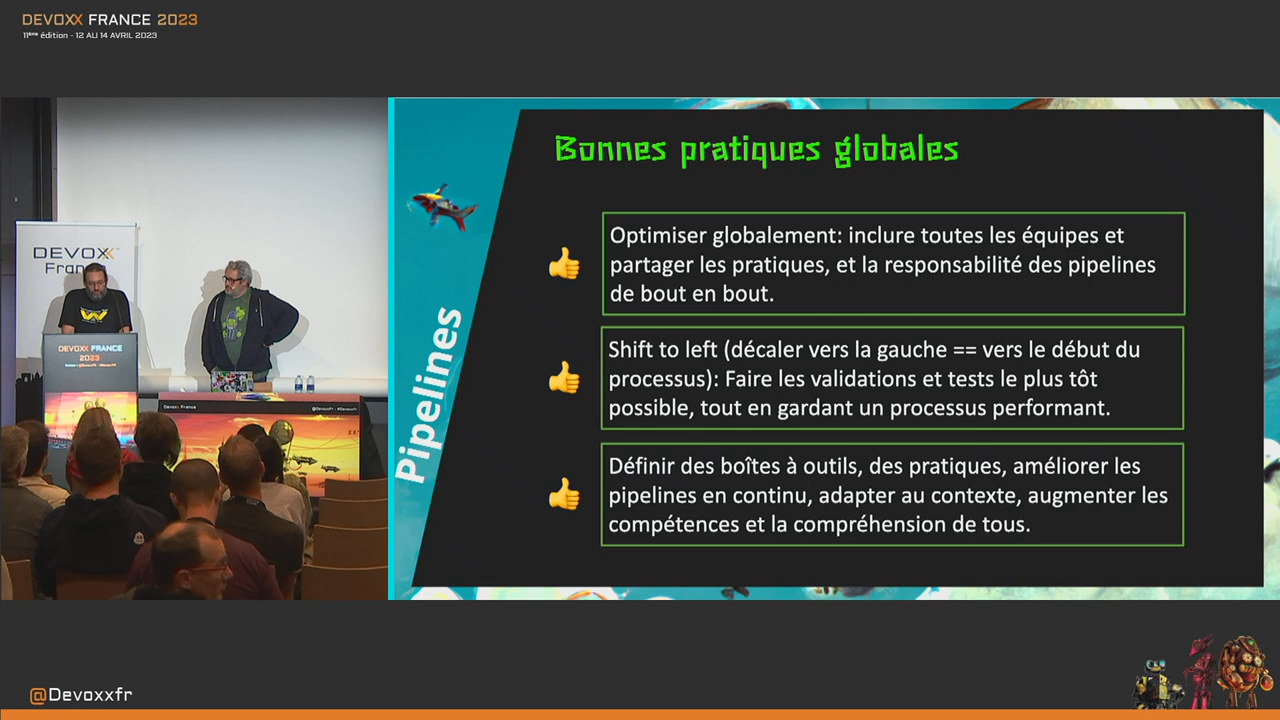 DEVOXX FRANCE 2023
11ème édition - 12 AU 14 AVRIL 2023
Bonnes pratiques globales
Optimiser globalement: inclure toutes les équipes et
partager les pratiques, et la responsabilité des pipelines
de bout en bout.
Shift to left (décaler vers la gauche == vers le début du
processus): Faire les validations et tests le plus tôt
possible, tout en gardant un processus performant.
Définir des boîtes à outils, des pratiques, améliorer les
pipelines en continu, adapter au contexte, augmenter les
compétences et la compréhension de tous.
Pipelines
DEVOXX
France
DEVOXX FRANCE
2023
Devoxx France
@Devoxxfr